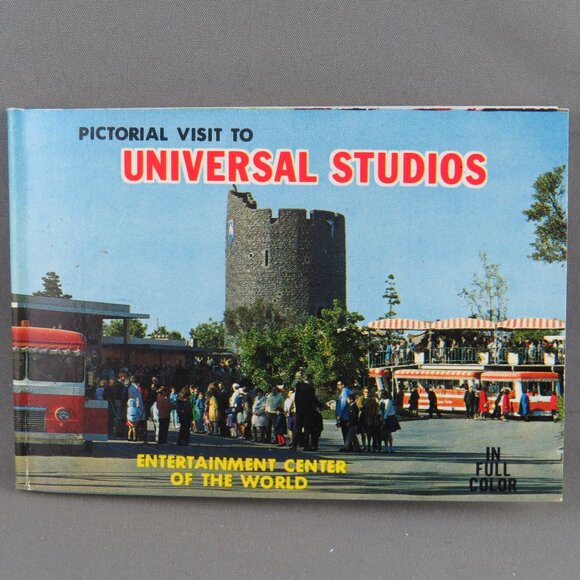 PICTORIAL VISIT TO
UNIVERSAL STUDIOS
ENTERTAINMENT CENTER
OF THE WORLD
IN
FULL
COLOR